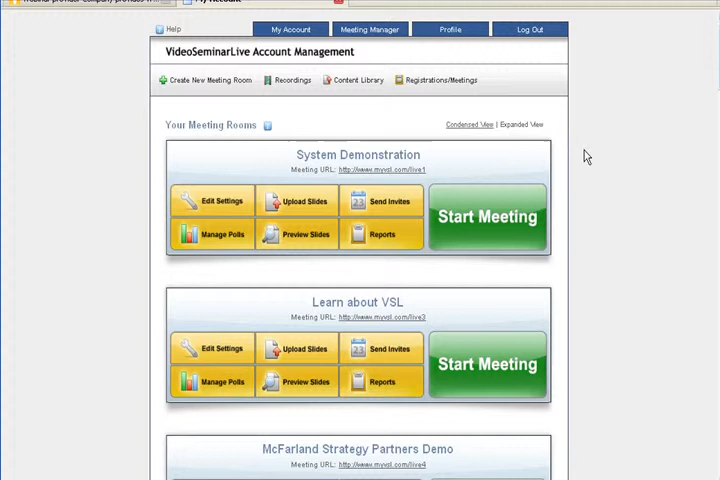 Help
My Account
Meeting Manager
Profile
Log Out
VideoSeminarLive Account Management
Create New Meeting Room
Recordings
Content Library
Registrations/Meetings
Your Meeting Rooms
Condensed View | Expanded View
System Demonstration
Meeting URL: http://www.myvsl.com/live1
Edit Settings
Upload Slides
Send Invites
Start Meeting
Manage Polls
Preview Slides
Reports
Learn about VSL
Meeting URL: http://www.myvsl.com/live3
Edit Settings
Upload Slides
Send Invites
Start Meeting
Manage Polls
Preview Slides
Reports
McFarland Strategy Partners Demo
Meeting URL: http://www.myvsl.com/live4